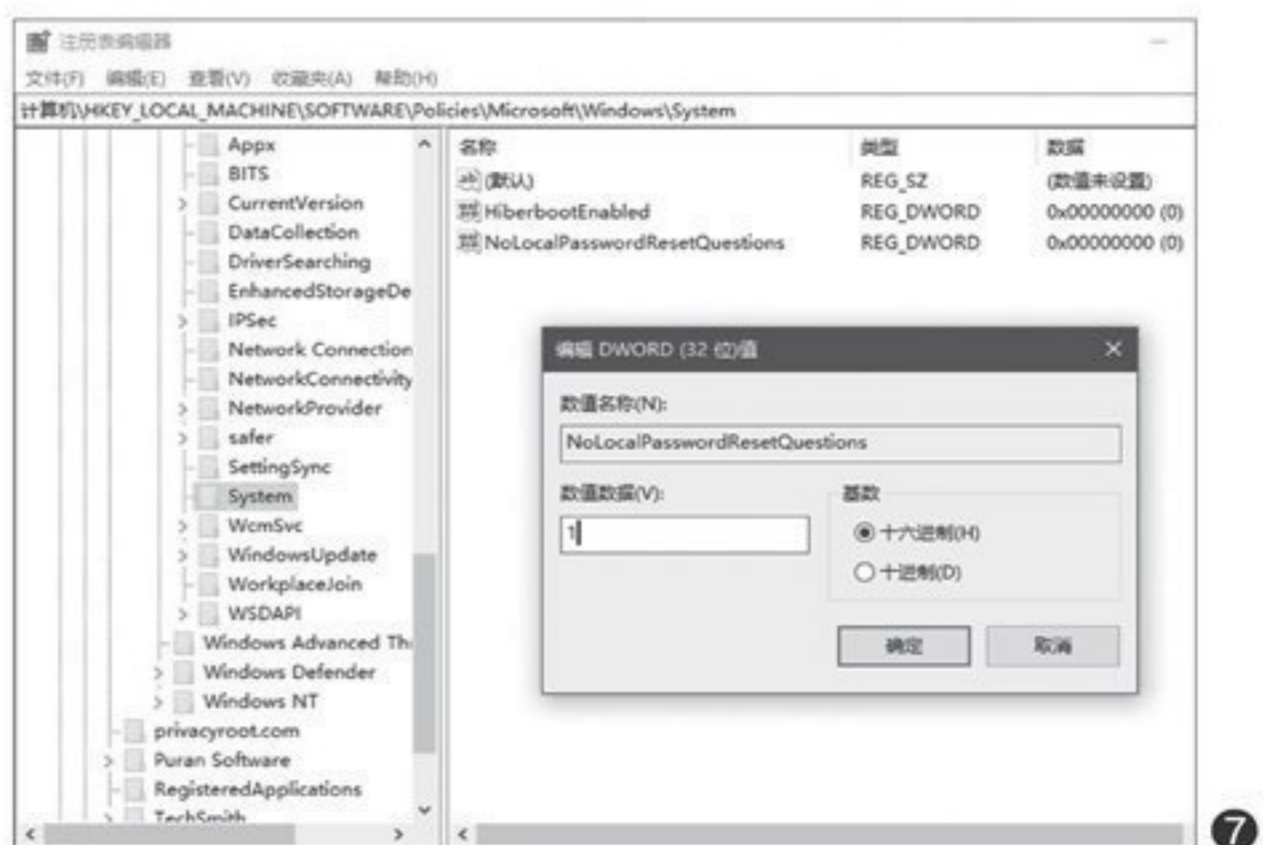 注册表编辑器
文件(F) 编辑(E) 查看(V) 收藏夹(A) 帮助(H)
计算机\HKEY_LOCAL_MACHINE\SOFTWARE\Policies\Microsoft\Windows\System
Appx
BITS
CurrentVersion
DataCollection
DriverSearching
EnhancedStorageDe
IPSec
Network Connection
NetworkConnectivity
NetworkProvider
safer
SettingSync
System
WcmSvc
WindowsUpdate
WorkplaceJoin
WSDAPI
Windows Advanced Th
Windows Defender
Windows NT
privacyroot.com
Puran Software
RegisteredApplications
TechSmith
名称 类型 数据
ab (默认) REG_SZ (数值未设置)
HiberbootEnabled REG_DWORD 0x00000000 (0)
NoLocalPasswordResetQuestions REG_DWORD 0x00000000 (0)
编辑 DWORD (32 位)值
数值名称(N):
NoLocalPasswordResetQuestions
数值数据(V):
1
基数
十六进制(H)
十进制(D)
确定 取消
7